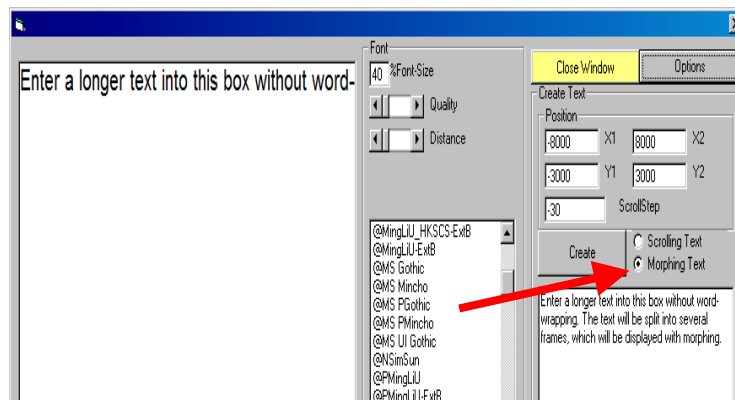 Enter a longer text into this box without word-
Font
40 %Font-Size
Quality
Distance
@MingLiU_HKSCS-ExtB
@MingLiU-ExtB
@MS Gothic
@MS Mincho
@MS PGothic
@MS PMincho
@MS UI Gothic
@NSimSun
@PMingLiU
@PMingLiU-ExtB
Close Window
Options
Create Text
Position
-8000 X1 8000 X2
-3000 Y1 3000 Y2
-30 ScrollStep
Create
Scrolling Text
Morphing Text
Enter a longer text into this box without word-
wrapping. The text will be split into several
frames, which will be displayed with morphing.